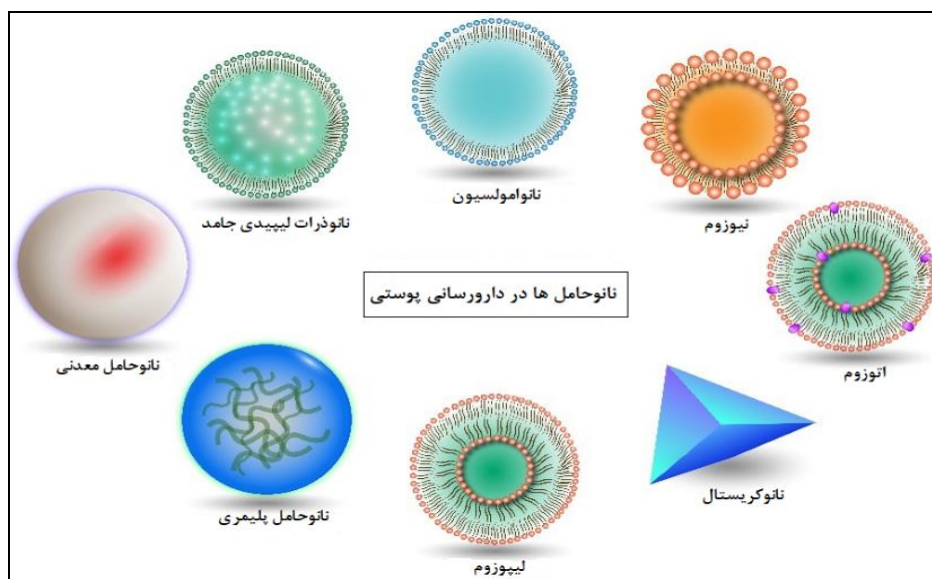 نانوامولسیون
نیوزوم
نانوذرات لیپیدی جامد
نانوحامل ها در دارورسانی پوستی
اتوزوم
نانوحامل معدنی
نانوکریستال
نانوحامل پلیمری
لیپوزوم